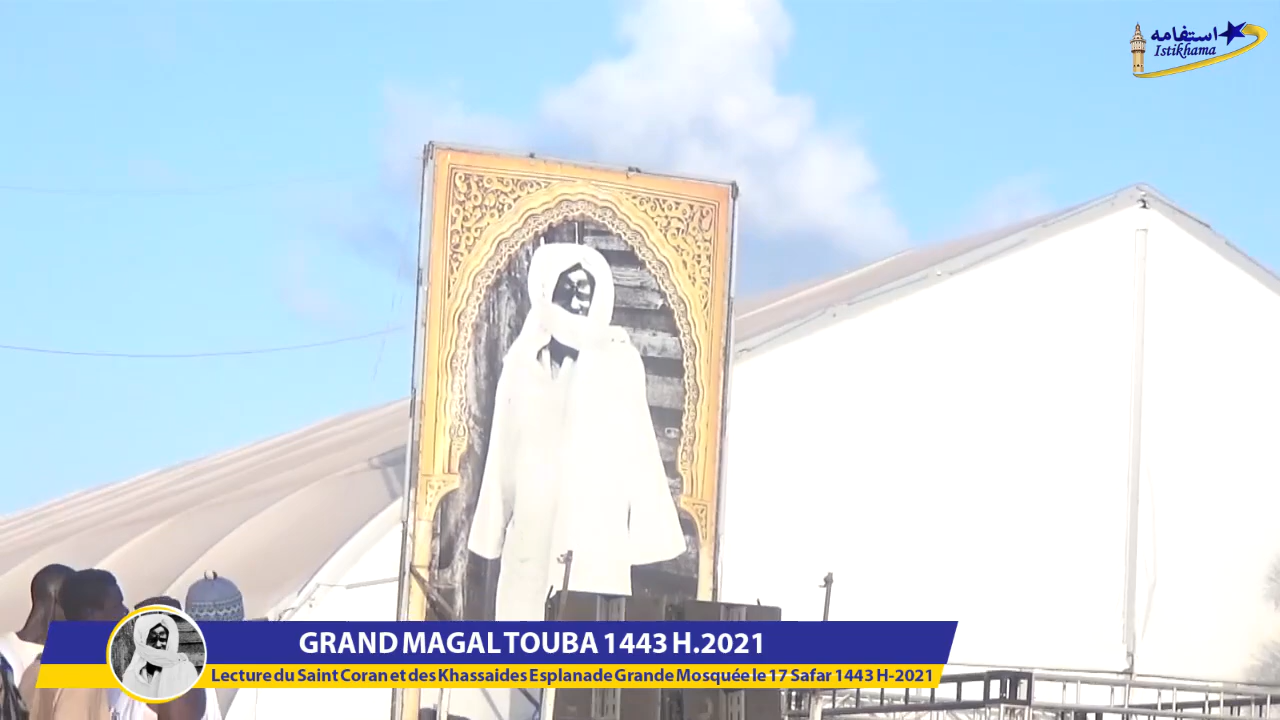 استقامه
Istikhama
GRAND MAGAL TOUBA 1443 H.2021
Lecture du Saint Coran et des Khassaides Esplanade Grande Mosquée le 17 Safar 1443 H-2021